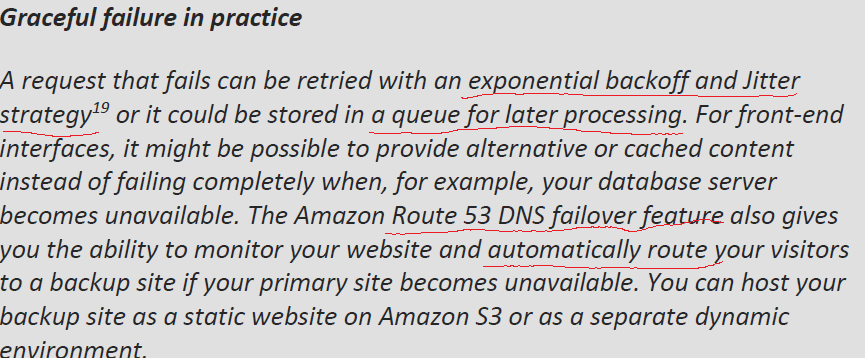 Graceful failure in practice
A request that fails can be retried with an exponential backoff and Jitter
strategy19 or it could be stored in a queue for later processing. For front-end
interfaces, it might be possible to provide alternative or cached content
instead of failing completely when, for example, your database server
becomes unavailable. The Amazon Route 53 DNS failover feature also gives
you the ability to monitor your website and automatically route your visitors
to a backup site if your primary site becomes unavailable. You can host your
backup site as a static website on Amazon S3 or as a separate dynamic
environment.